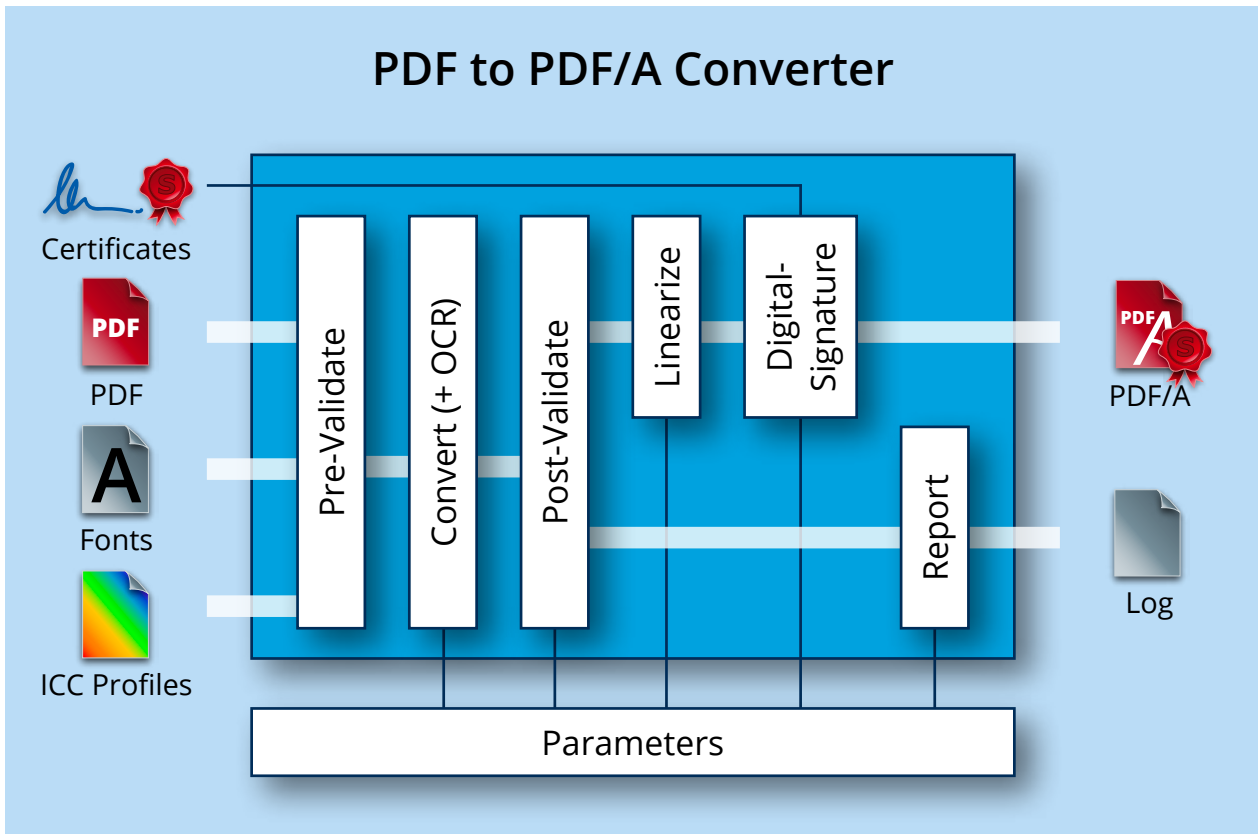 PDF to PDF/A Converter
Certificates
PDF
PDF
Fonts
A
ICC Profiles
Pre-Validate
Convert (+ OCR)
Post-Validate
Linearize
Digital-
Signature
Report
PDF
A
S
PDF/A
Log
S
Parameters